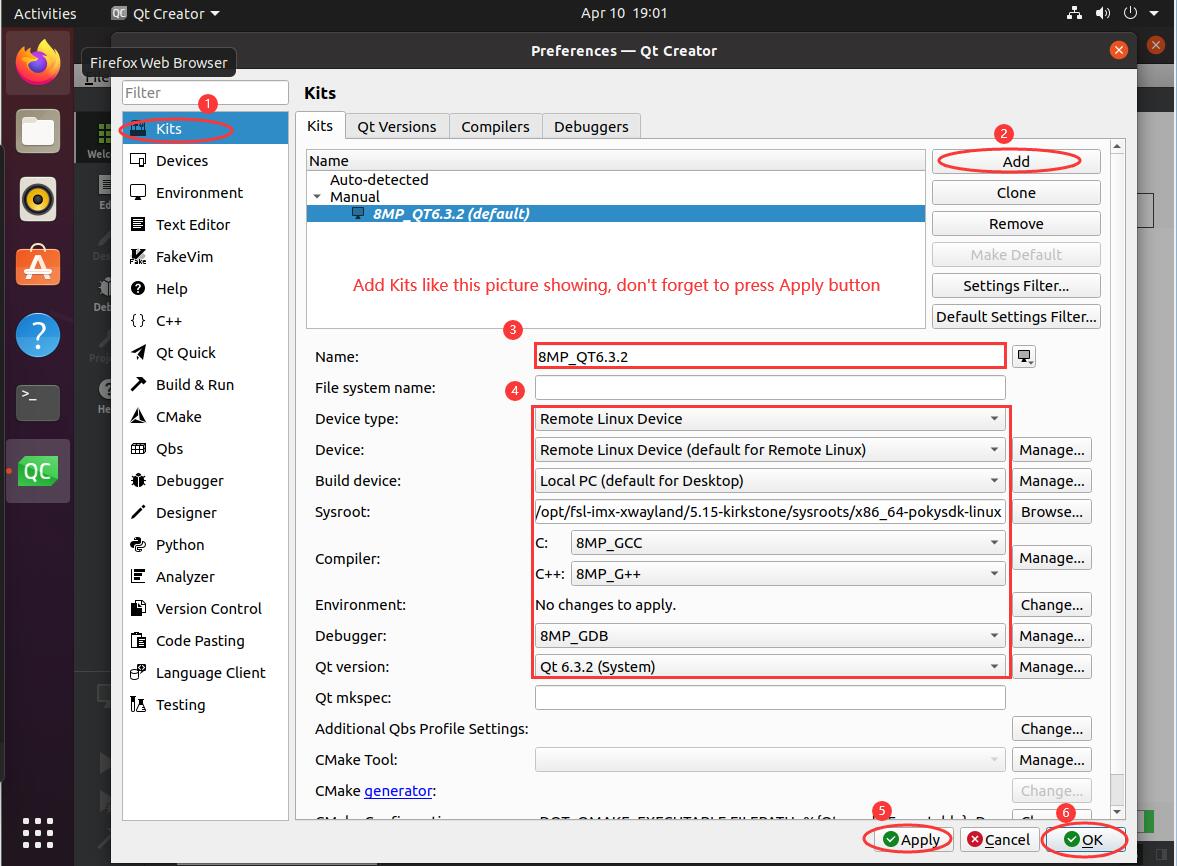 Activities
QC Qt Creator
Apr 10 19:01
Preferences — Qt Creator
Firefox Web Browser
Filter
1
Kits
Devices
Environment
Text Editor
FakeVim
Help
C++
Qt Quick
Build & Run
CMake
Qbs
Debugger
Designer
Python
Analyzer
Version Control
Code Pasting
Language Client
Testing
Kits
Kits Qt Versions Compilers Debuggers
2
Name
Auto-detected
Manual
8MP_QT6.3.2 (default)
Add Kits like this picture showing, don't forget to press Apply button
Add
Clone
Remove
Make Default
Settings Filter...
Default Settings Filter...
3
Name: 8MP_QT6.3.2
File system name:
4
Device type: Remote Linux Device
Device: Remote Linux Device (default for Remote Linux) Manage...
Build device: Local PC (default for Desktop) Manage...
Sysroot: /opt/fsl-imx-xwayland/5.15-kirkstone/sysroots/x86_64-pokysdk-linux Browse...
Compiler: C: 8MP_GCC
C++: 8MP_G++ Manage...
Environment: No changes to apply. Change...
Debugger: 8MP_GDB Manage...
Qt version: Qt 6.3.2 (System) Manage...
Qt mkspec:
Additional Qbs Profile Settings: Change...
CMake Tool: Manage...
CMake generator: Change...
5
6
Apply Cancel OK
QC